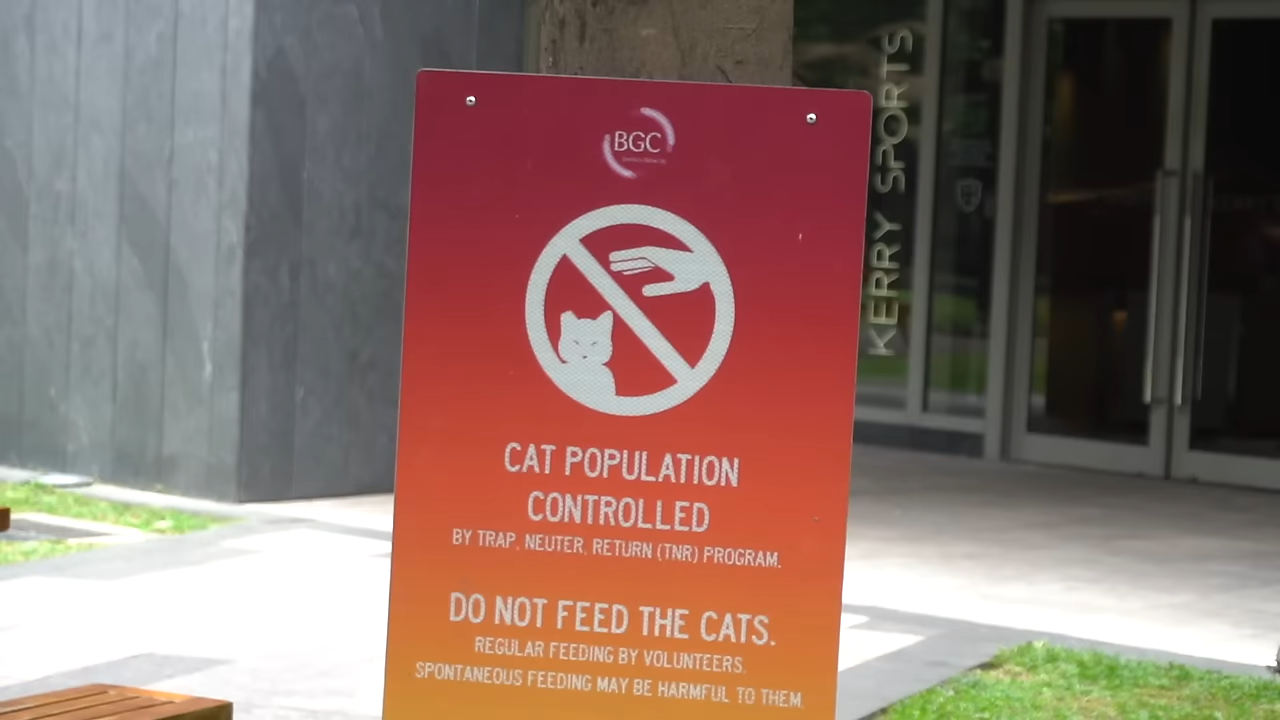 BGC
CAT POPULATION
CONTROLLED
BY TRAP, NEUTER, RETURN (TNR) PROGRAM.
DO NOT FEED THE CATS.
REGULAR FEEDING BY VOLUNTEERS.
SPONTANEOUS FEEDING MAY BE HARMFUL TO THEM.
KERRY SPORTS